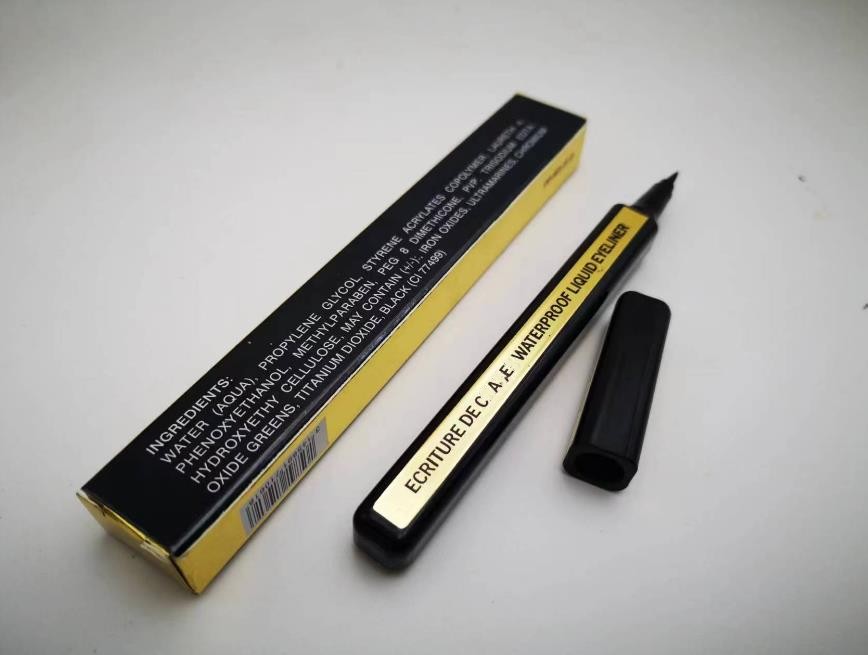 INGREDIENTS:
WATER (AQUA), PROPYLENE GLYCOL, STYRENE ACRYLATES COPOLYMER, LAURETH 4,
PHENOXYETHANOL, METHYLPARABEN, PEG 8 DIMETHICONE, PVP, TRISODIUM EDTA,
HYDROXYETHY CELLULOSE, MAY CONTAIN (+/-);, IRON OXIDES, ULTRAMARINES, CHROMIUM
OXIDE GREENS, TITANIUM DIOXIDE, BLACK (CI 77499)
ECRITURE DE C. A .E WATERPROOF LIQUID EYELINER